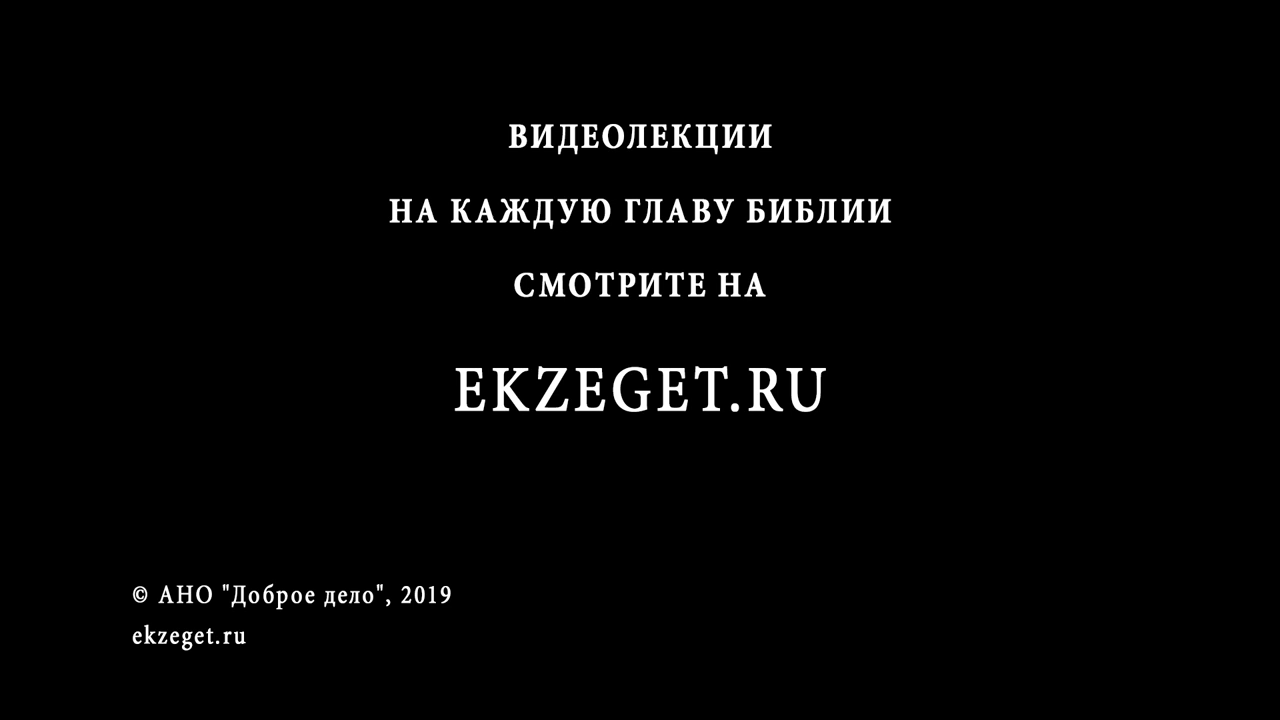 ВИДЕОЛЕКЦИИ
НА КАЖДУЮ ГЛАВУ БИБЛИИ
СМОТРИТЕ НА
EKZEGET.RU
© АНО "Доброе дело", 2019
ekzeget.ru